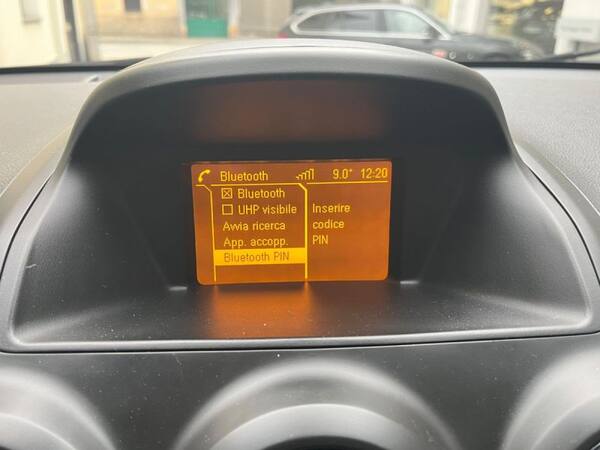 Bluetooth 9.0° 12:20
Bluetooth
UHP visibile
Avvia ricerca
App. accopp.
Bluetooth PIN
Inserire
codice
PIN